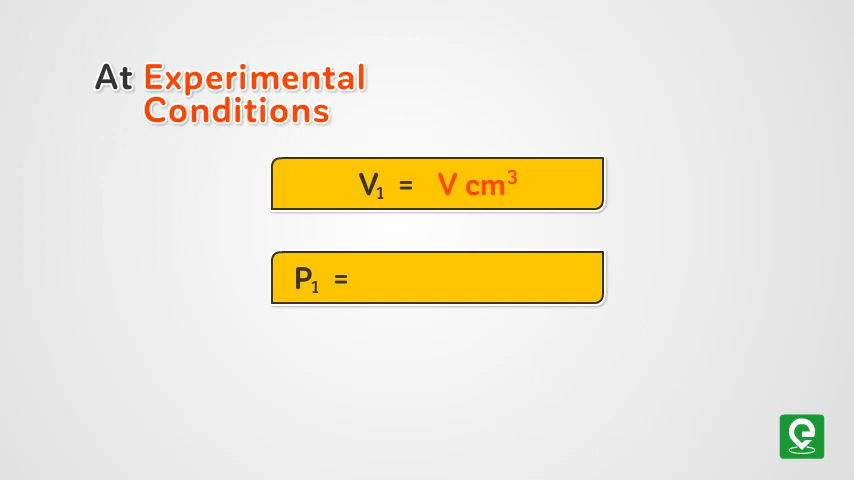 At Experimental
Conditions
V₁ = V cm³
P₁ =